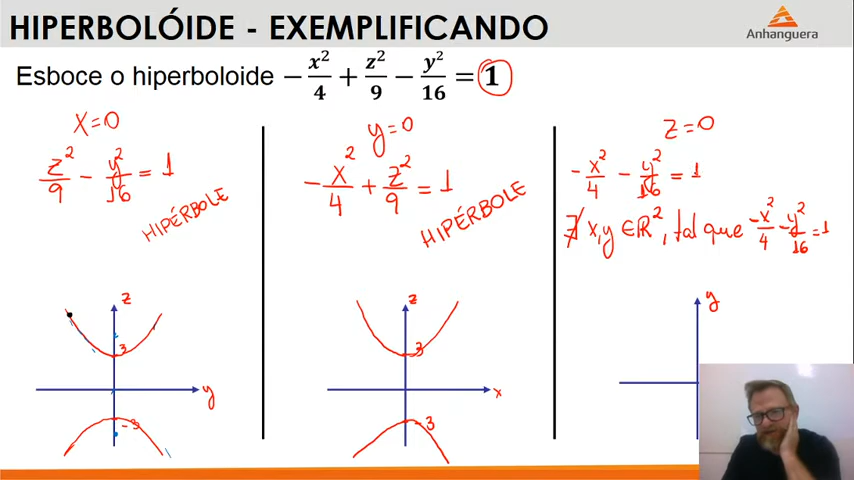 HIPERBOLÓIDE - EXEMPLIFICANDO
Anhanguera
Esboce o hiperboloide −x²/4 + z²/9 − y²/16 = 1
x=0
z²/9 − y²/16 = 1
HIPÉRBOLE
z
3
y
-3
y=0
−x²/4 + z²/9 = 1
HIPÉRBOLE
z
3
x
-3
z=0
−x²/4 − y²/16 = 1
∄ x,y ∈ ℝ², tal que −x²/4 − y²/16 = 1
y